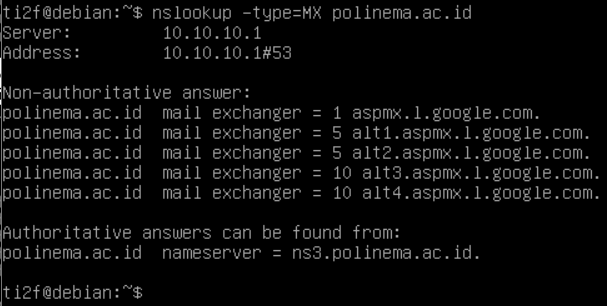 ti2f@debian:~$ nslookup -type=MX polinema.ac.id
Server:         10.10.10.1
Address:        10.10.10.1#53

Non-authoritative answer:
polinema.ac.id  mail exchanger = 1 aspmx.l.google.com.
polinema.ac.id  mail exchanger = 5 alt1.aspmx.l.google.com.
polinema.ac.id  mail exchanger = 5 alt2.aspmx.l.google.com.
polinema.ac.id  mail exchanger = 10 alt3.aspmx.l.google.com.
polinema.ac.id  mail exchanger = 10 alt4.aspmx.l.google.com.

Authoritative answers can be found from:
polinema.ac.id  nameserver = ns3.polinema.ac.id.

ti2f@debian:~$